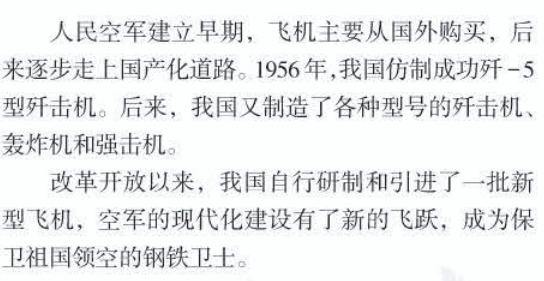 人民空军建立早期，飞机主要从国外购买，后
来逐步走上国产化道路。1956年，我国仿制成功歼-5
型歼击机。后来，我国又制造了各种型号的歼击机、
轰炸机和强击机。
改革开放以来，我国自行研制和引进了一批新
型飞机，空军的现代化建设有了新的飞跃，成为保
卫祖国领空的钢铁卫士。